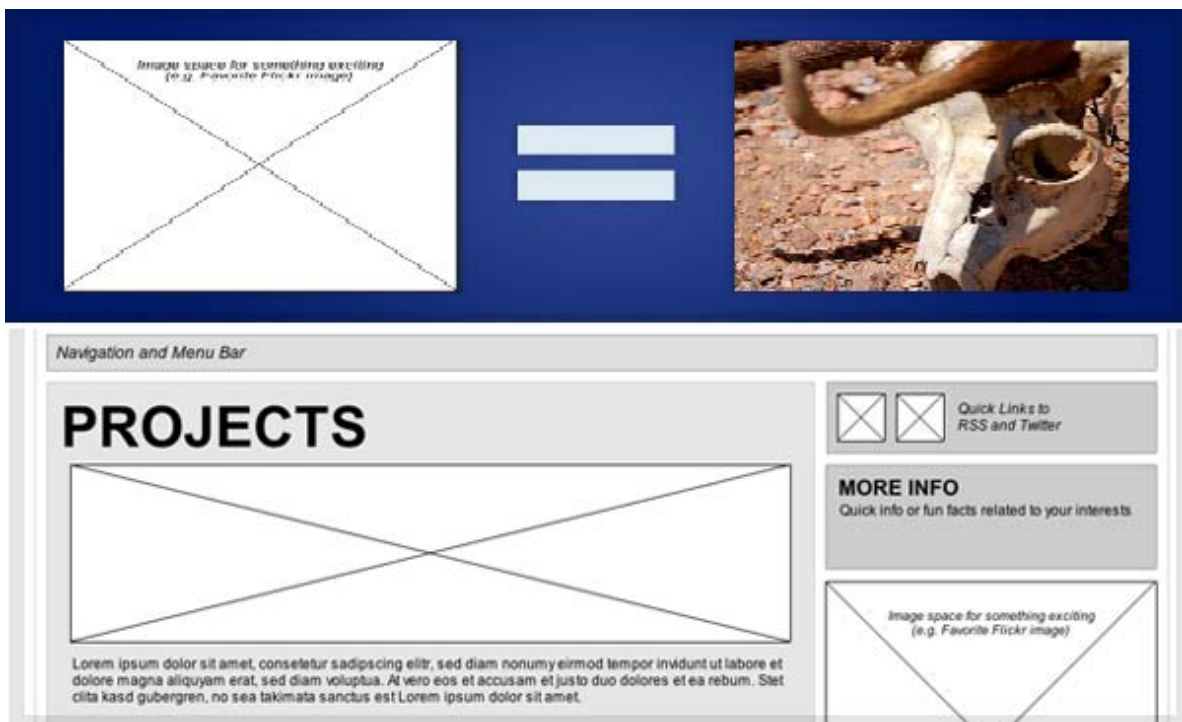 Image space for something exciting
(e.g. Favorite Flickr image)
Navigation and Menu Bar
PROJECTS
Lorem ipsum dolor sit amet, consetetur sadipscing elitr, sed diam nonumy eirmod tempor invidunt ut labore et
dolore magna aliquyam erat, sed diam voluptua. At vero eos et accusam et justo duo dolores et ea rebum. Stet
clita kasd gubergren, no sea takimata sanctus est Lorem ipsum dolor sit amet.
Quick Links to
RSS and Twitter
MORE INFO
Quick info or fun facts related to your interests
Image space for something exciting
(e.g. Favorite Flickr image)